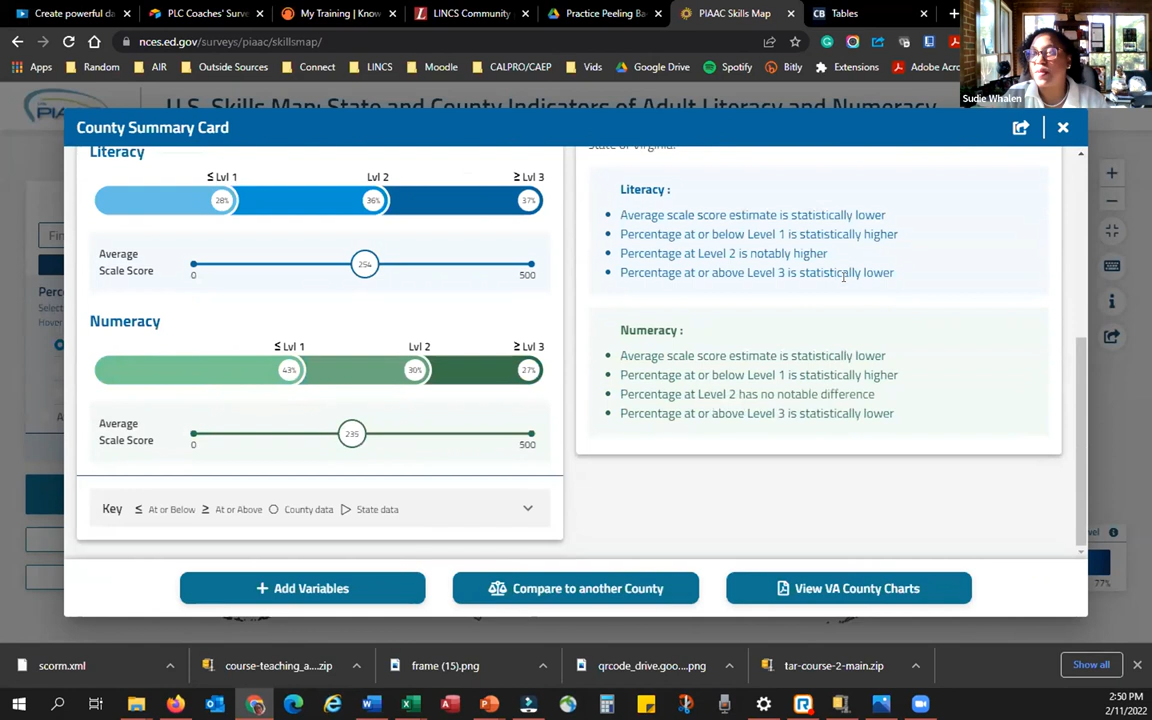 Create powerful d
PLC Coaches' Surve
My Training | Know
LINCS Community
Practice Peeling Ba
PIAAC Skills Map
Tables
nces.ed.gov/surveys/piaac/skillsmap/
Apps Random AIR Outside Sources Connect LINCS Moodle CALPRO/CAEP Vids Google Drive Spotify Bitly Extensions Adobe Acro
Sudie Whalen
U.S. Skills Map: State and County Indicators of Adult Literacy and Numeracy
County Summary Card
Literacy
≤ Lvl 1 Lvl 2 ≥ Lvl 3
28% 36% 37%
Average
Scale Score
254
0 500
Numeracy
≤ Lvl 1 Lvl 2 ≥ Lvl 3
43% 30% 27%
Average
Scale Score
235
0 500
Key ≤ At or Below ≥ At or Above County data State data
state of Virginia.
Literacy :
Average scale score estimate is statistically lower
Percentage at or below Level 1 is statistically higher
Percentage at Level 2 is notably higher
Percentage at or above Level 3 is statistically lower
Numeracy :
Average scale score estimate is statistically lower
Percentage at or below Level 1 is statistically higher
Percentage at Level 2 has no notable difference
Percentage at or above Level 3 is statistically lower
77%
+ Add Variables
Compare to another County
View VA County Charts
scorm.xml
course-teaching_a....zip
frame (15).png
qrcode_drive.goo....png
tar-course-2-main.zip
Show all
2:50 PM
2/11/2022